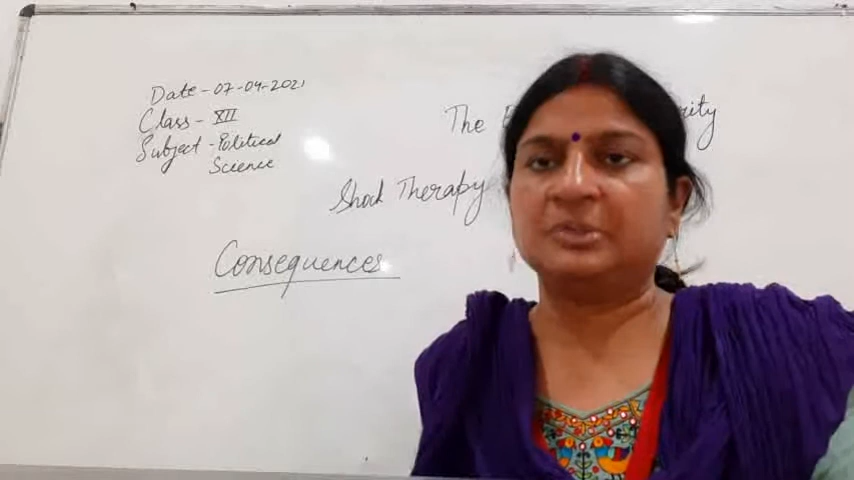 Date - 07-04-2021
Class - XII
Subject - Political
Science
The
Shock Therapy
Consequences